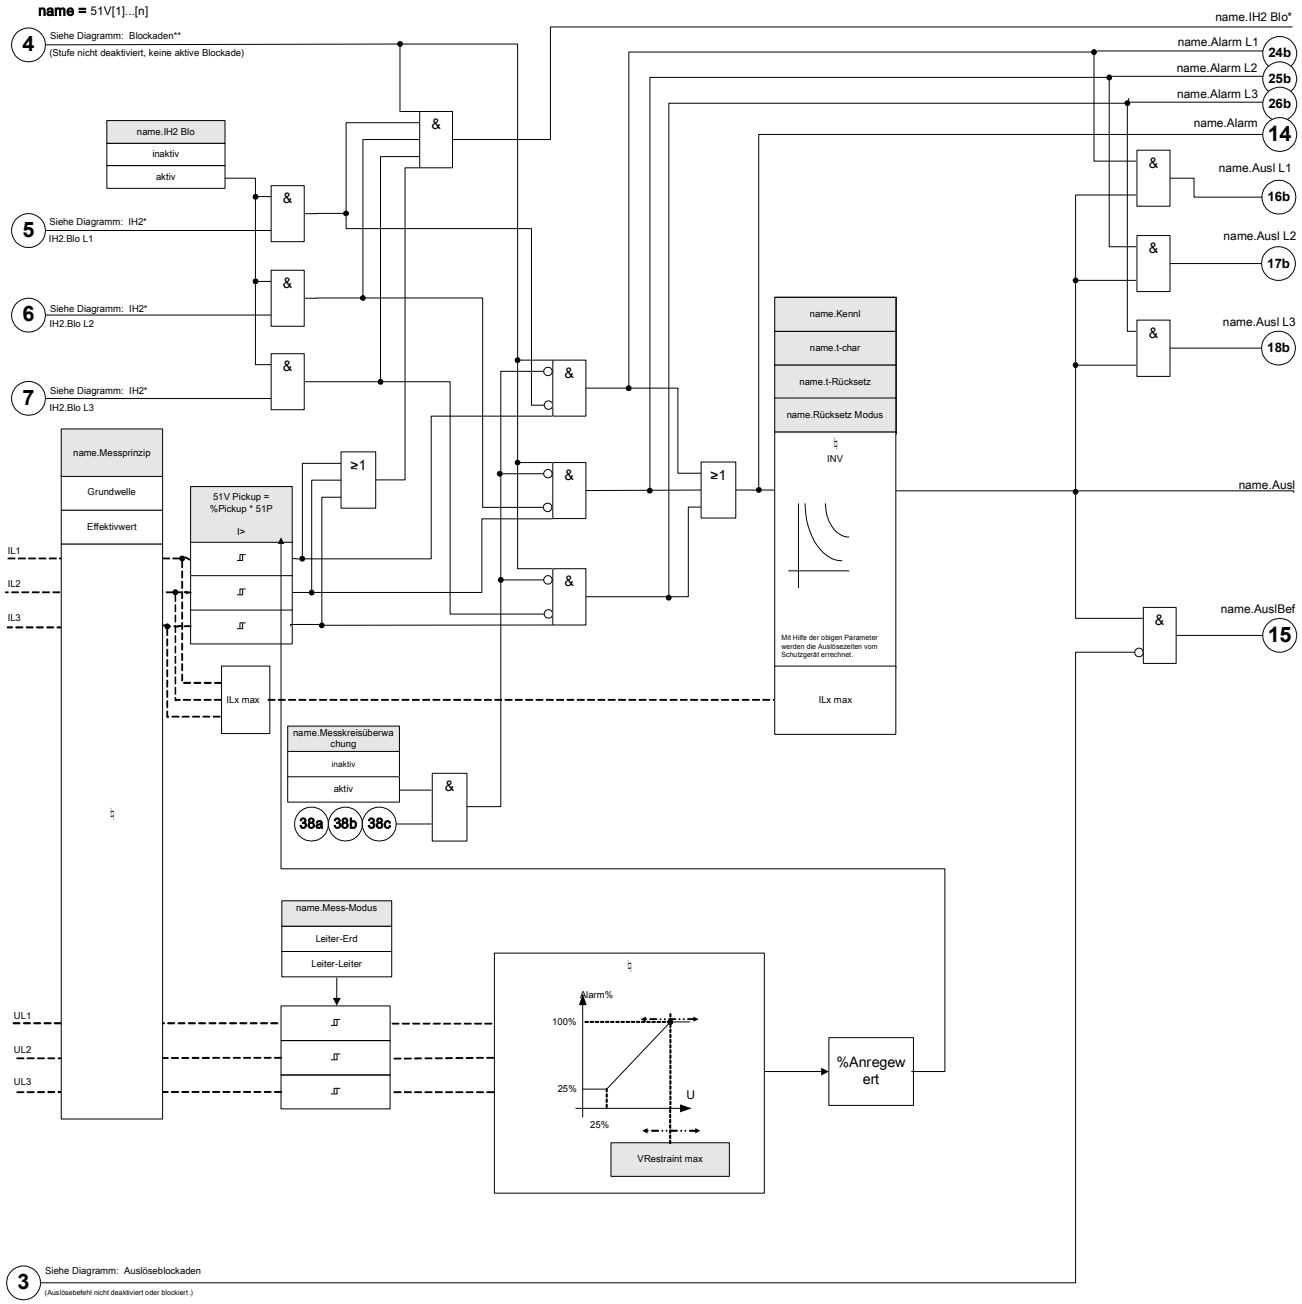 name = 51V[1]...[n]
name.IH2 Blo*
4
Siehe Diagramm: Blockaden**
(Stufe nicht deaktiviert, keine aktive Blockade)
name.Alarm L1
24b
name.Alarm L2
25b
name.Alarm L3
26b
name.Alarm
14
name.IH2 Blo
inaktiv
aktiv
&
&
name.Ausl L1
16b
&
5
Siehe Diagramm: IH2*
IH2.Blo L1
name.Ausl L2
17b
&
&
6
Siehe Diagramm: IH2*
IH2.Blo L2
name.Ausl L3
18b
&
&
7
Siehe Diagramm: IH2*
IH2.Blo L3
&
name.Kennl
name.t-char
name.t-Rücksetz
name.Rücksetz Modus
INV
Mit Hilfe der obigen Parameter
werden die Auslösezeiten vom
Schutzgerät errechnet.
ILx max
name.Messprinzip
Grundwelle
Effektivwert
≥1
&
≥1
name.Ausl
51V Pickup =
%Pickup * 51P
I>
IL1
IL2
IL3
&
name.AuslBef
&
15
ILx max
name.Messkreisüberwa
chung
inaktiv
aktiv
&
38a
38b
38c
name.Mess-Modus
Leiter-Erd
Leiter-Leiter
UL1
UL2
UL3
Alarm%
100%
25%
U
25%
VRestraint max
%Anregew
ert
3
Siehe Diagramm: Auslöseblockaden
(Auslösebefehl nicht deaktiviert oder blockiert.)